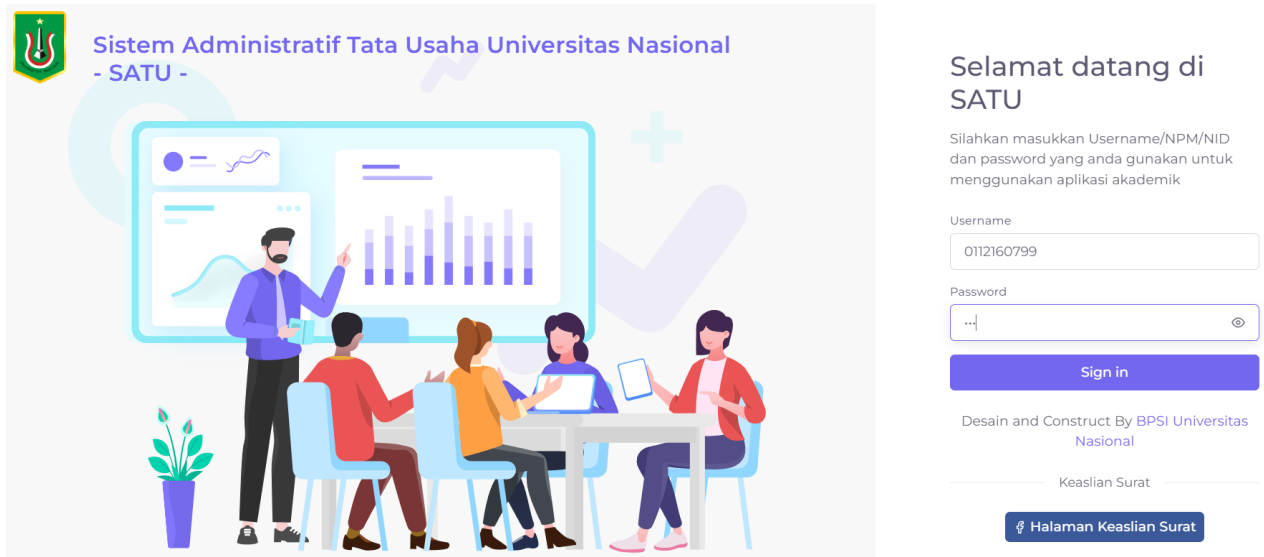 Sistem Administratif Tata Usaha Universitas Nasional
- SATU -
Selamat datang di
SATU
Silahkan masukkan Username/NPM/NID
dan password yang anda gunakan untuk
menggunakan aplikasi akademik
Username
0112160799
Password
···
Sign in
Desain and Construct By BPSI Universitas
Nasional
Keaslian Surat
Halaman Keaslian Surat